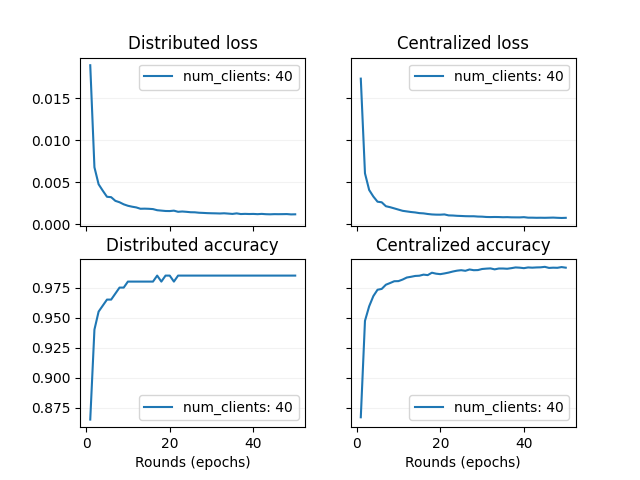 Distributed loss
Centralized loss
num_clients: 40
num_clients: 40
0.015
0.010
0.005
0.000
Distributed accuracy
Centralized accuracy
0.975
0.950
0.925
0.900
0.875
num_clients: 40
num_clients: 40
0
20
40
0
20
40
Rounds (epochs)
Rounds (epochs)